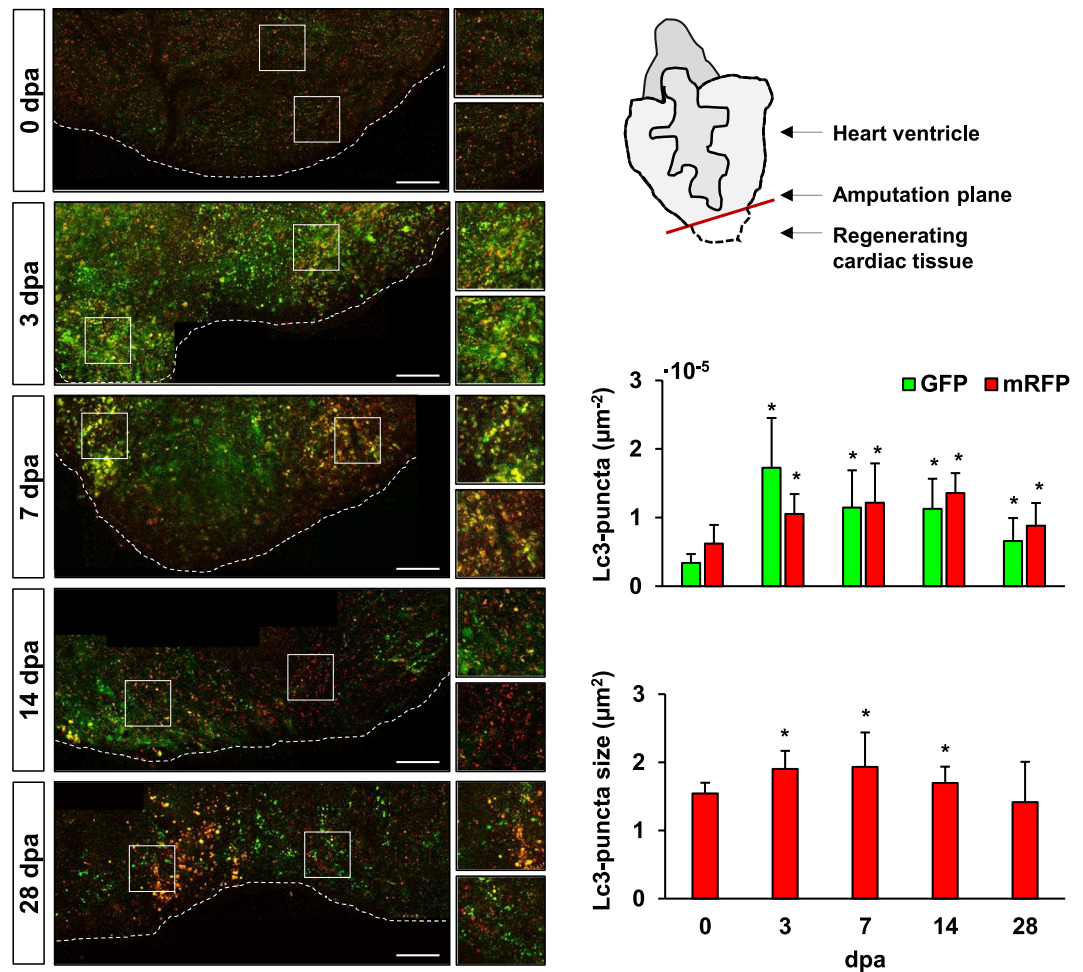 0 dpa
3 dpa
7 dpa
14 dpa
28 dpa
Heart ventricle
Amputation plane
Regenerating
cardiac tissue
·10⁻⁵
GFP
mRFP
Lc3-puncta (µm⁻²)
3
2
1
0
*
* * * * * * *
Lc3-puncta size (µm²)
3
2
1
0
* * *
0 3 7 14 28
dpa